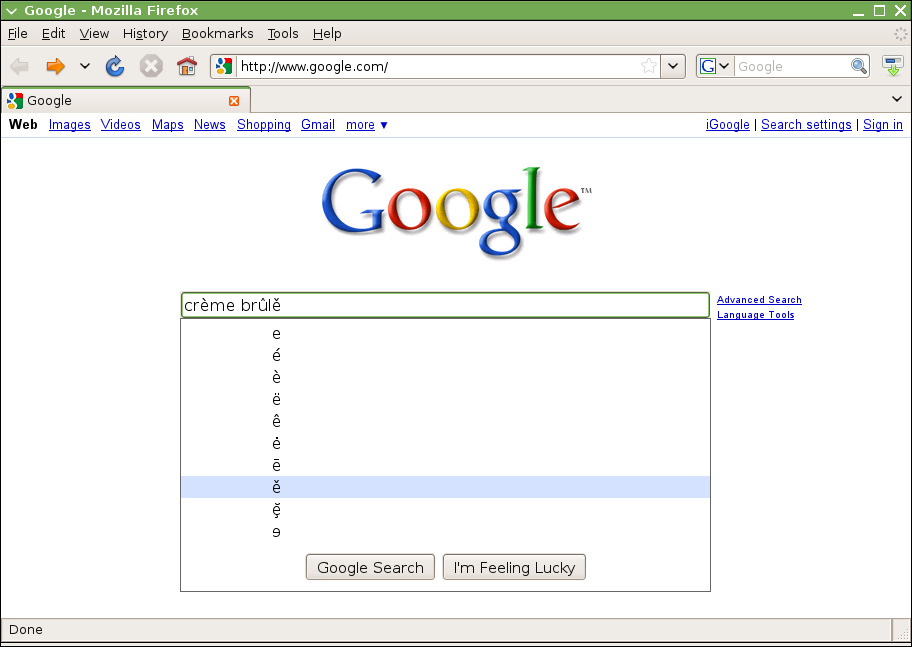 Google - Mozilla Firefox
File Edit View History Bookmarks Tools Help
http://www.google.com/ G Google
Google
Web Images Videos Maps News Shopping Gmail more ▼ iGoogle | Search settings | Sign in
Google™
crème brûlě Advanced Search
Language Tools
e
é
è
ë
ê
ė
ē
ě
ḝ
ɘ
Google Search I'm Feeling Lucky
Done